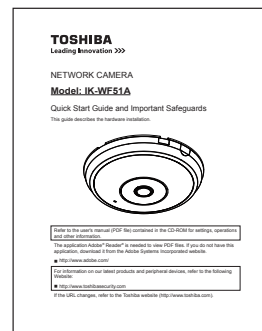 TOSHIBA
Leading Innovation >>>
NETWORK CAMERA
Model: IK-WF51A
Quick Start Guide and Important Safeguards
This guide describes the hardware installation.
Refer to the user's manual (PDF file) contained in the CD-ROM for settings, operations
and other information.
The application Adobe® Reader® is needed to view PDF files. If you do not have this
application, download it from the Adobe Systems Incorporated website.
■ http://www.adobe.com/
For information on our latest products and peripheral devices, refer to the following
Website:
■ http://www.toshibasecurity.com
If the URL changes, refer to the Toshiba website (http://www.toshiba.com).